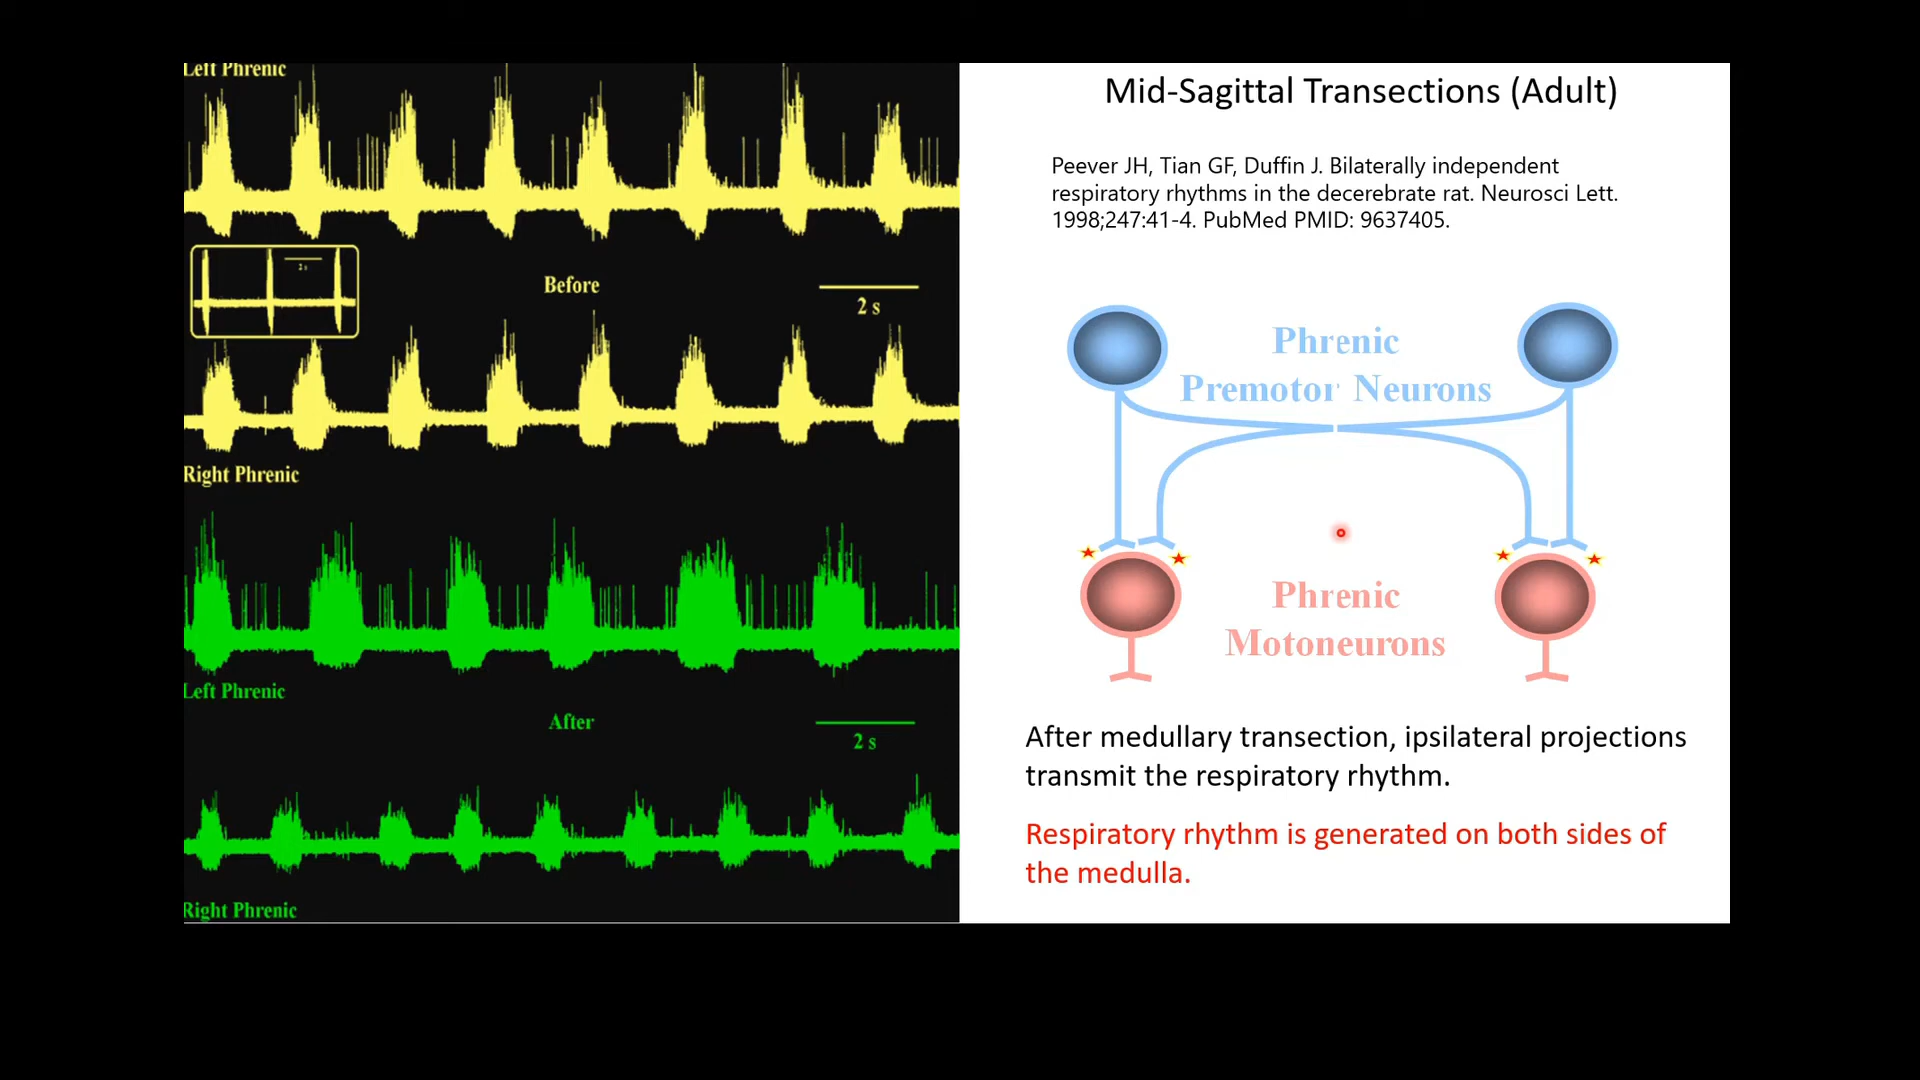 Left Phrenic
Before
2 s
Right Phrenic
Left Phrenic
After
2 s
Right Phrenic
Mid-Sagittal Transections (Adult)
Peever JH, Tian GF, Duffin J. Bilaterally independent
respiratory rhythms in the decerebrate rat. Neurosci Lett.
1998;247:41-4. PubMed PMID: 9637405.
Phrenic
Premotor Neurons
Phrenic
Motoneurons
After medullary transection, ipsilateral projections
transmit the respiratory rhythm.
Respiratory rhythm is generated on both sides of
the medulla.